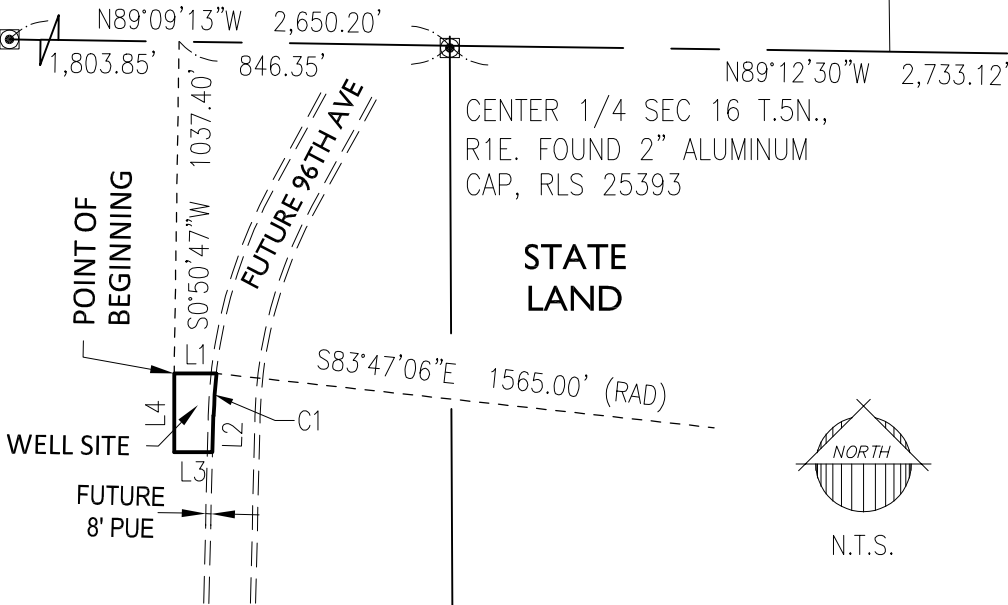 N89°09'13"W 2,650.20'
1,803.85'
846.35'
N89°12'30"W 2,733.12'
S0°50'47"W 1037.40'
FUTURE 96TH AVE
CENTER 1/4 SEC 16 T.5N.,
R1E. FOUND 2" ALUMINUM
CAP, RLS 25393
POINT OF
BEGINNING
STATE
LAND
L1
S83°47'06"E 1565.00' (RAD)
L4
L2
C1
WELL SITE
L3
FUTURE
8' PUE
NORTH
N.T.S.